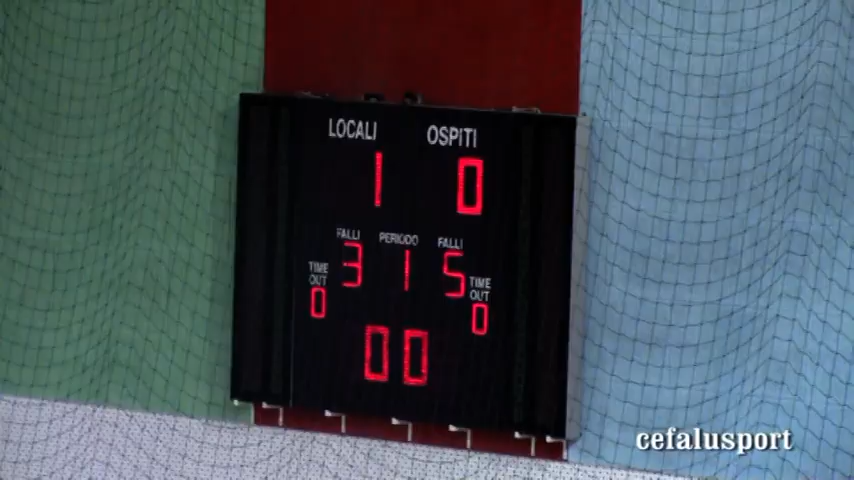 LOCALI OSPITI
1 0
FALLI PERIODO FALLI
3 1 5
TIME OUT TIME OUT
0 0
00
cefalusport